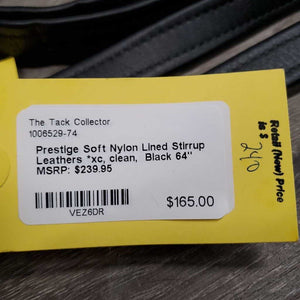 The Tack Collector
1006529-74
Prestige Soft Nylon Lined Stirrup
Leathers *xc, clean, Black 64"
MSRP: $239.95
$165.00
VEZ6DR
Retail (New) Price
is $ 240